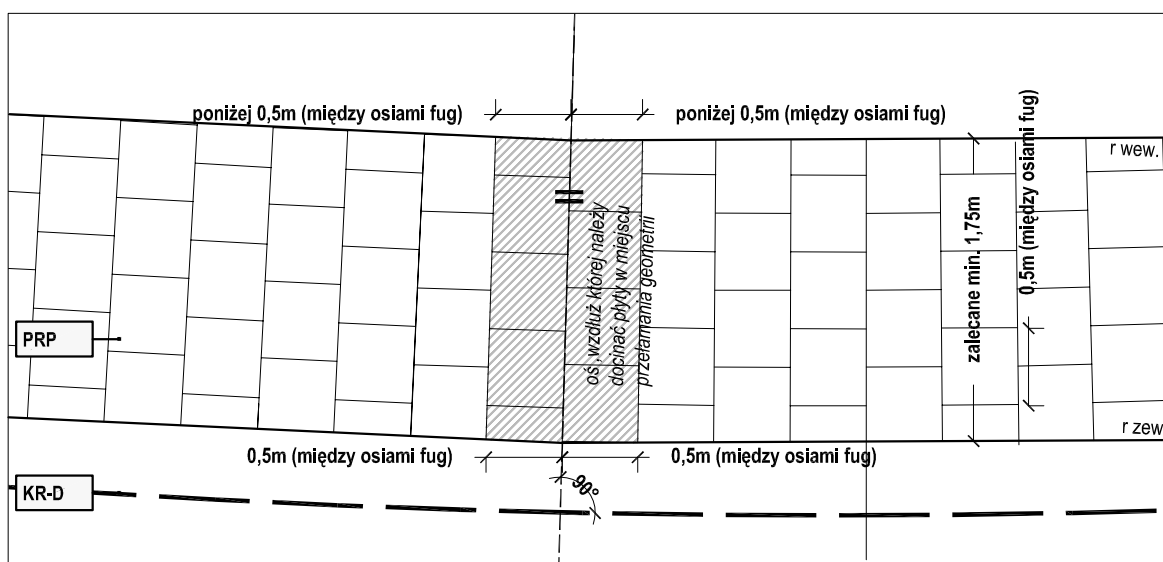 poniżej 0,5m (między osiami fug)
poniżej 0,5m (między osiami fug)
r wew.
0,5m (między osiami fug)
zalecane min. 1,75m
oś ,wzdłuż której należy
docinać płyty w miejscu
przełamania geometrii
PRP
r zew
0,5m (między osiami fug)
0,5m (między osiami fug)
KR-D
90°